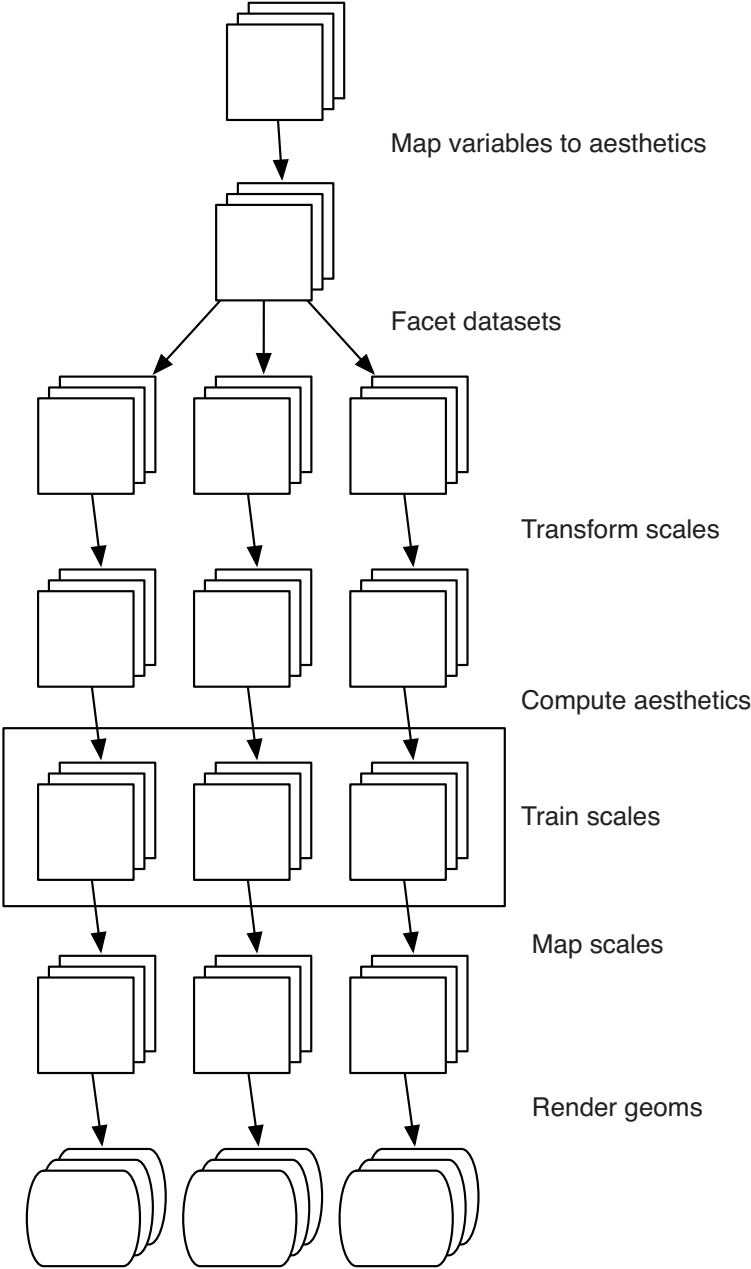 Map variables to aesthetics
Facet datasets
Transform scales
Compute aesthetics
Train scales
Map scales
Render geoms